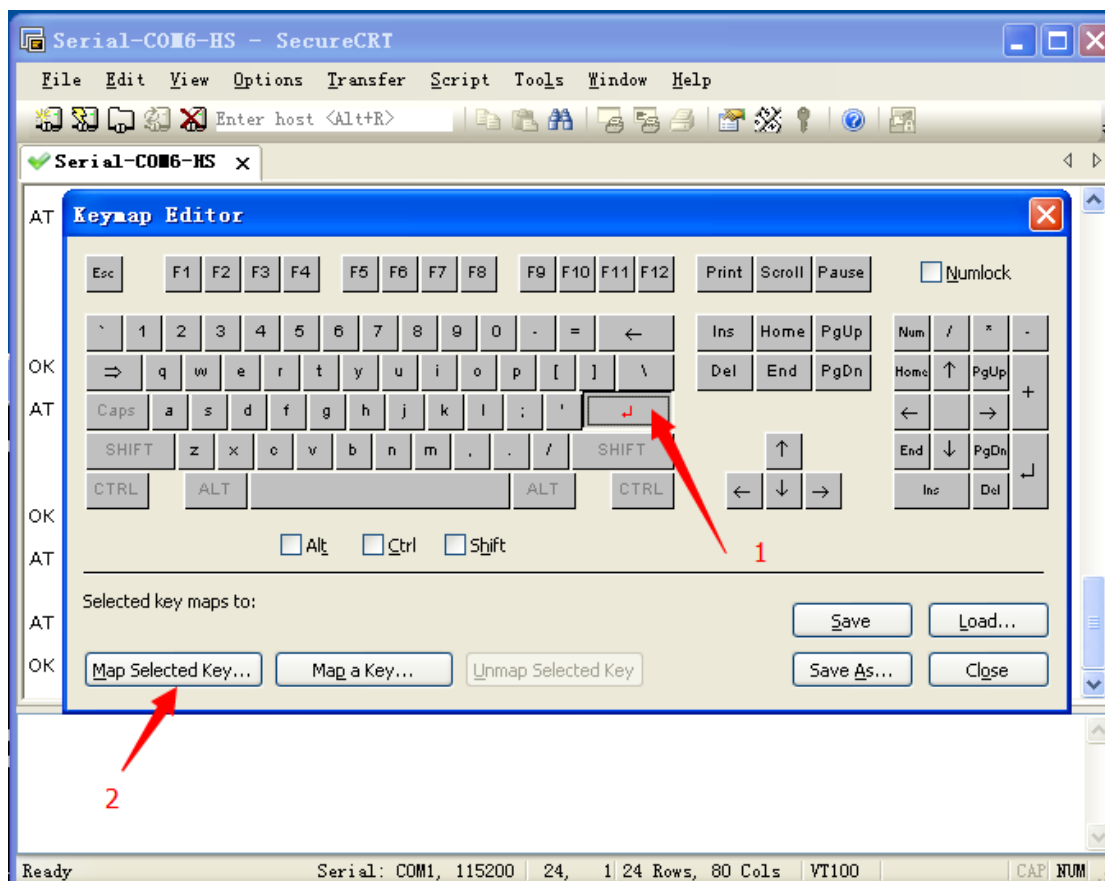 Serial-COM6-HS - SecureCRT
File Edit View Options Transfer Script Tools Window Help
Enter host <Alt+R>
Serial-COM6-HS x
AT
Keymap Editor
Esc F1 F2 F3 F4 F5 F6 F7 F8 F9 F10 F11 F12 Print Scroll Pause Numlock
` 1 2 3 4 5 6 7 8 9 0 - = ← Ins Home PgUp Num / * -
OK
⇒ q w e r t y u i o p [ ] \ Del End PgDn Home ↑ PgUp +
AT
Caps a s d f g h j k l ; ' ↵ ← →
SHIFT z x c v b n m , . / SHIFT ↑ End ↓ PgDn ↵
CTRL ALT ALT CTRL ← ↓ → Ins Del
OK
AT
Alt Ctrl Shift
1
Selected key maps to:
AT
Save Load...
OK
Map Selected Key... Map a Key... Unmap Selected Key Save As... Close
2
Ready Serial: COM1, 115200 24, 1 24 Rows, 80 Cols VT100 CAP NUM